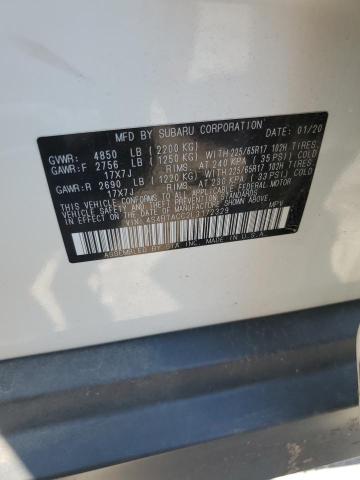 MFD BY SUBARU CORPORATION DATE: 01/20
GVWR: 4850 LB (2200 KG)
GAWR:F 2756 LB (1250 KG) WITH 225/65R17 102H TIRES.
17X7J RIMS, AT 240 KPA ( 35 PSI) COLD
GAWR:R 2690 LB (1220 KG) WITH 225/65R17 102H TIRES.
17X7J RIMS, AT 230 KPA ( 33 PSI) COLD
THIS VEHICLE CONFORMS TO ALL APPLICABLE FEDERAL MOTOR
VEHICLE SAFETY, BUMPER, AND THEFT PREVENTION STANDARDS
IN EFFECT ON THE DATE OF MANUFACTURE SHOWN ABOVE.
VIN: 4S4BTACC2L3172329 MPV
ASSEMBLED BY SIA INC. MADE IN U.S.A.